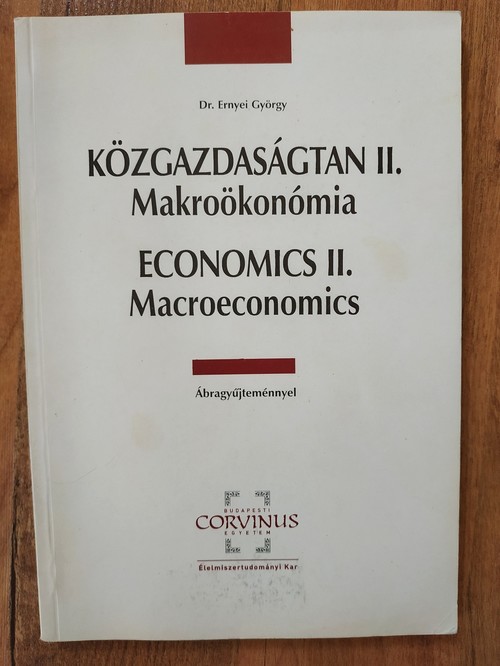 Dr. Ernyei György
KÖZGAZDASÁGTAN II.
Makroökonómia
ECONOMICS II.
Macroeconomics
Ábragyűjteménnyel
BUDAPESTI
CORVINUS
EGYETEM
Élelmiszertudományi Kar